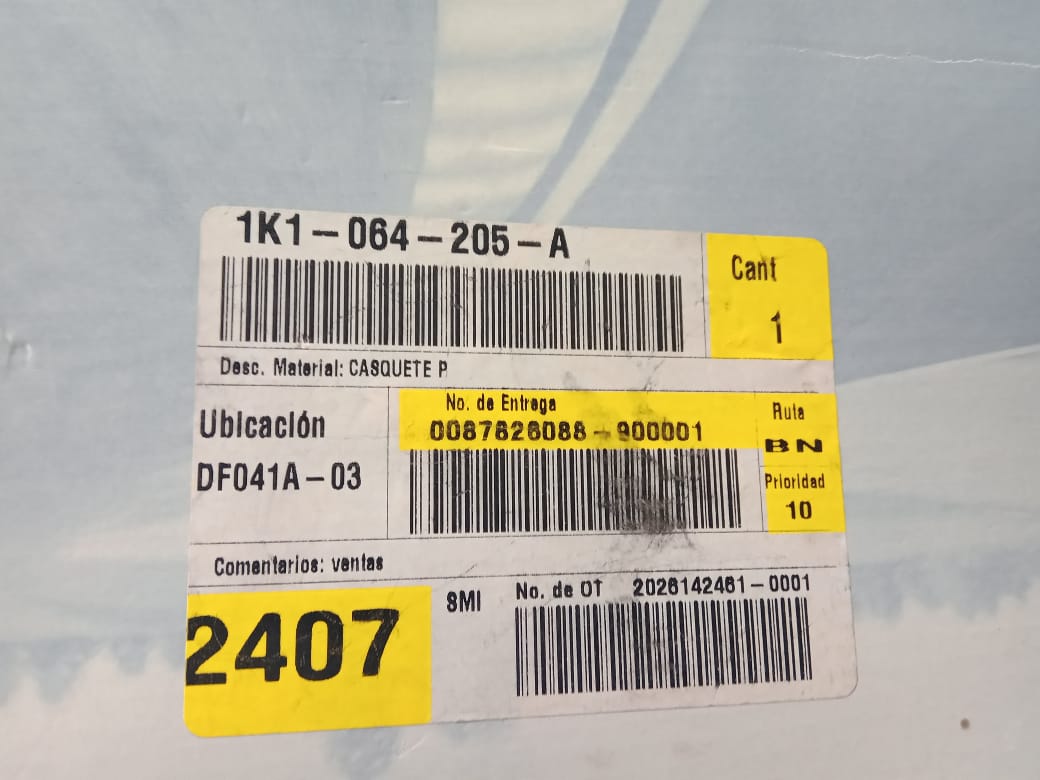 1K1-064-205-A
Cant
1
Desc. Material: CASQUETE P
Ubicación
DF041A-03
No. de Entrega
0087826088-900001
Ruta
BN
Prioridad
10
Comentarios: ventas
2407
SMI
No. de OT 2026142461-0001